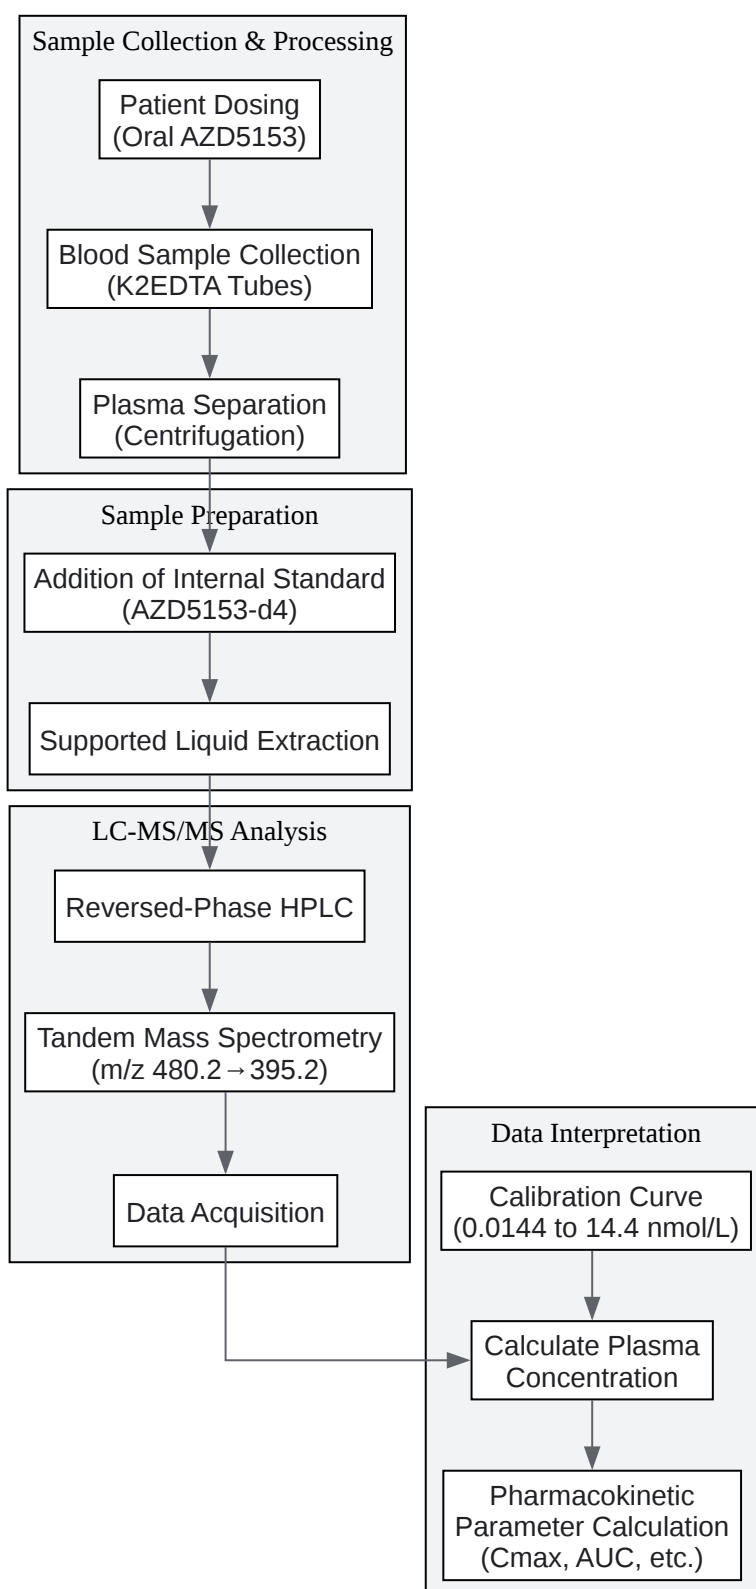 Sample Collection & Processing
Patient Dosing
(Oral AZD5153)
Blood Sample Collection
(K2EDTA Tubes)
Plasma Separation
(Centrifugation)
Sample Preparation
Addition of Internal Standard
(AZD5153-d4)
Supported Liquid Extraction
LC-MS/MS Analysis
Reversed-Phase HPLC
Tandem Mass Spectrometry
(m/z 480.2→395.2)
Data Acquisition
Data Interpretation
Calibration Curve
(0.0144 to 14.4 nmol/L)
Calculate Plasma
Concentration
Pharmacokinetic
Parameter Calculation
(Cmax, AUC, etc.)